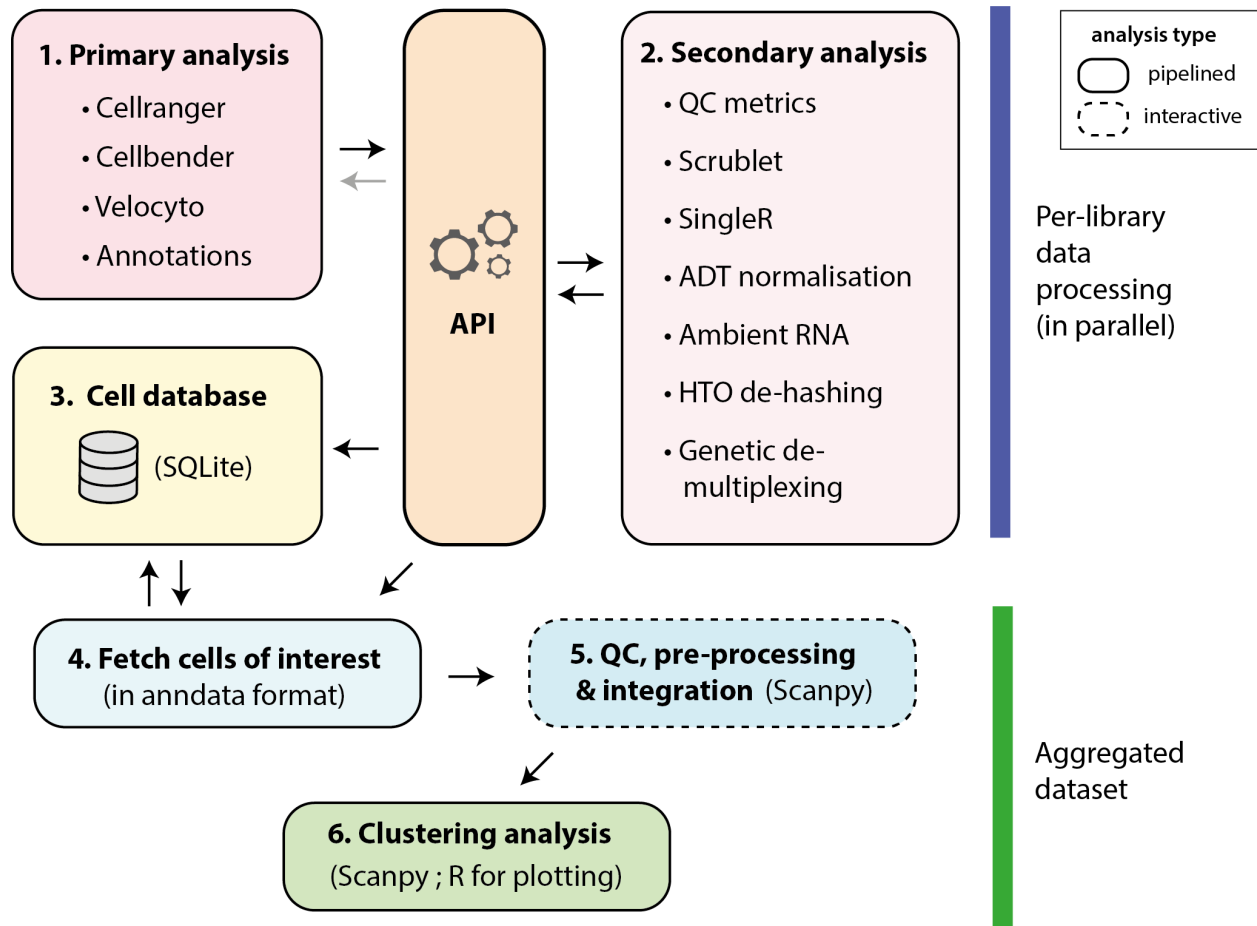 1. Primary analysis
• Cellranger
• Cellbender
• Velocyto
• Annotations
API
2. Secondary analysis
• QC metrics
• Scrublet
• SingleR
• ADT normalisation
• Ambient RNA
• HTO de-hashing
• Genetic de-
multiplexing
analysis type
pipelined
interactive
Per-library
data
processing
(in parallel)
3. Cell database
(SQLite)
4. Fetch cells of interest
(in anndata format)
5. QC, pre-processing
& integration (Scanpy)
6. Clustering analysis
(Scanpy ; R for plotting)
Aggregated
dataset